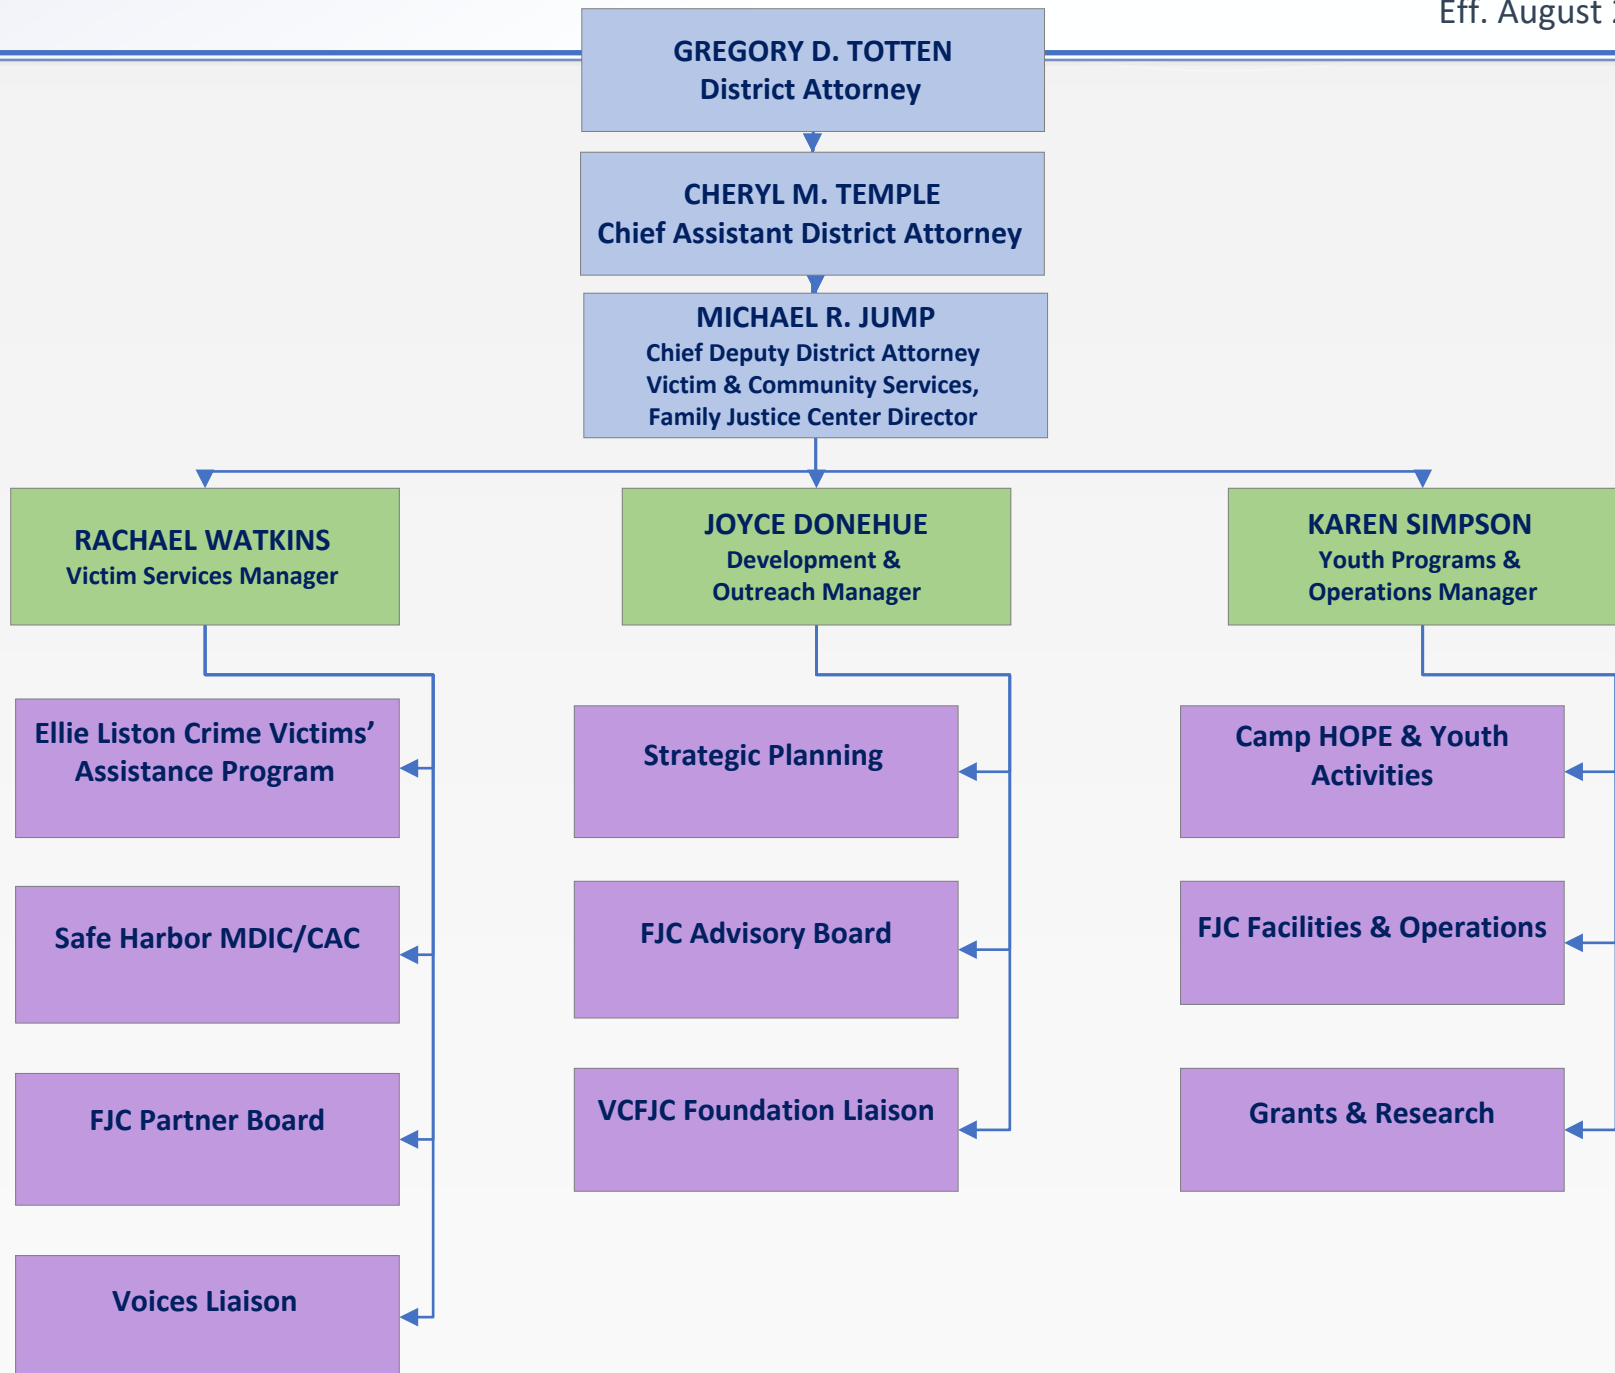 Eff. August
GREGORY D. TOTTEN
District Attorney
CHERYL M. TEMPLE
Chief Assistant District Attorney
MICHAEL R. JUMP
Chief Deputy District Attorney
Victim & Community Services,
Family Justice Center Director
RACHAEL WATKINS
Victim Services Manager
JOYCE DONEHUE
Development &
Outreach Manager
KAREN SIMPSON
Youth Programs &
Operations Manager
Ellie Liston Crime Victims’
Assistance Program
Strategic Planning
Camp HOPE & Youth
Activities
Safe Harbor MDIC/CAC
FJC Advisory Board
FJC Facilities & Operations
FJC Partner Board
VCFJC Foundation Liaison
Grants & Research
Voices Liaison